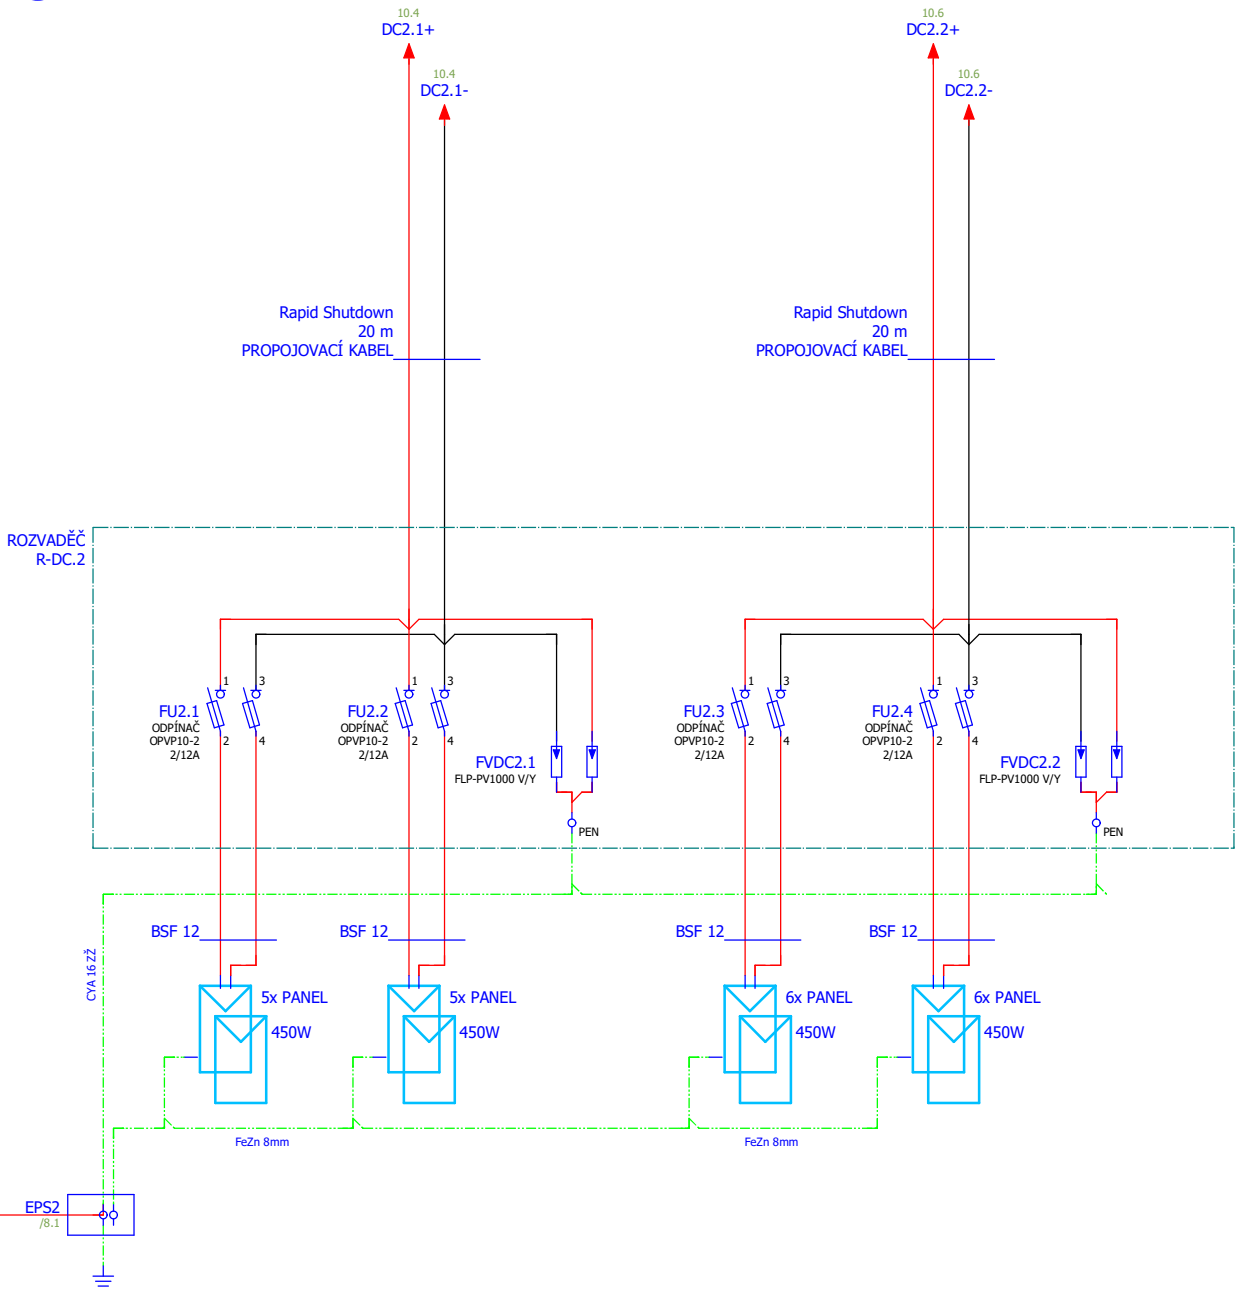 10.4
DC2.1+
10.4
DC2.1-
10.6
DC2.2+
10.6
DC2.2-
Rapid Shutdown
20 m
PROPOJOVACÍ KABEL
Rapid Shutdown
20 m
PROPOJOVACÍ KABEL
ROZVADĚČ
R-DC.2
1
3
FU2.1
ODPÍNAČ
OPVP10-2
2/12A
2
4
1
3
FU2.2
ODPÍNAČ
OPVP10-2
2/12A
2
4
FVDC2.1
FLP-PV1000 V/Y
PEN
1
3
FU2.3
ODPÍNAČ
OPVP10-2
2/12A
2
4
1
3
FU2.4
ODPÍNAČ
OPVP10-2
2/12A
2
4
FVDC2.2
FLP-PV1000 V/Y
PEN
BSF 12
BSF 12
BSF 12
BSF 12
CYA 16 ZŽ
5x PANEL
450W
5x PANEL
450W
6x PANEL
450W
6x PANEL
450W
FeZn 8mm
FeZn 8mm
EPS2
/8.1